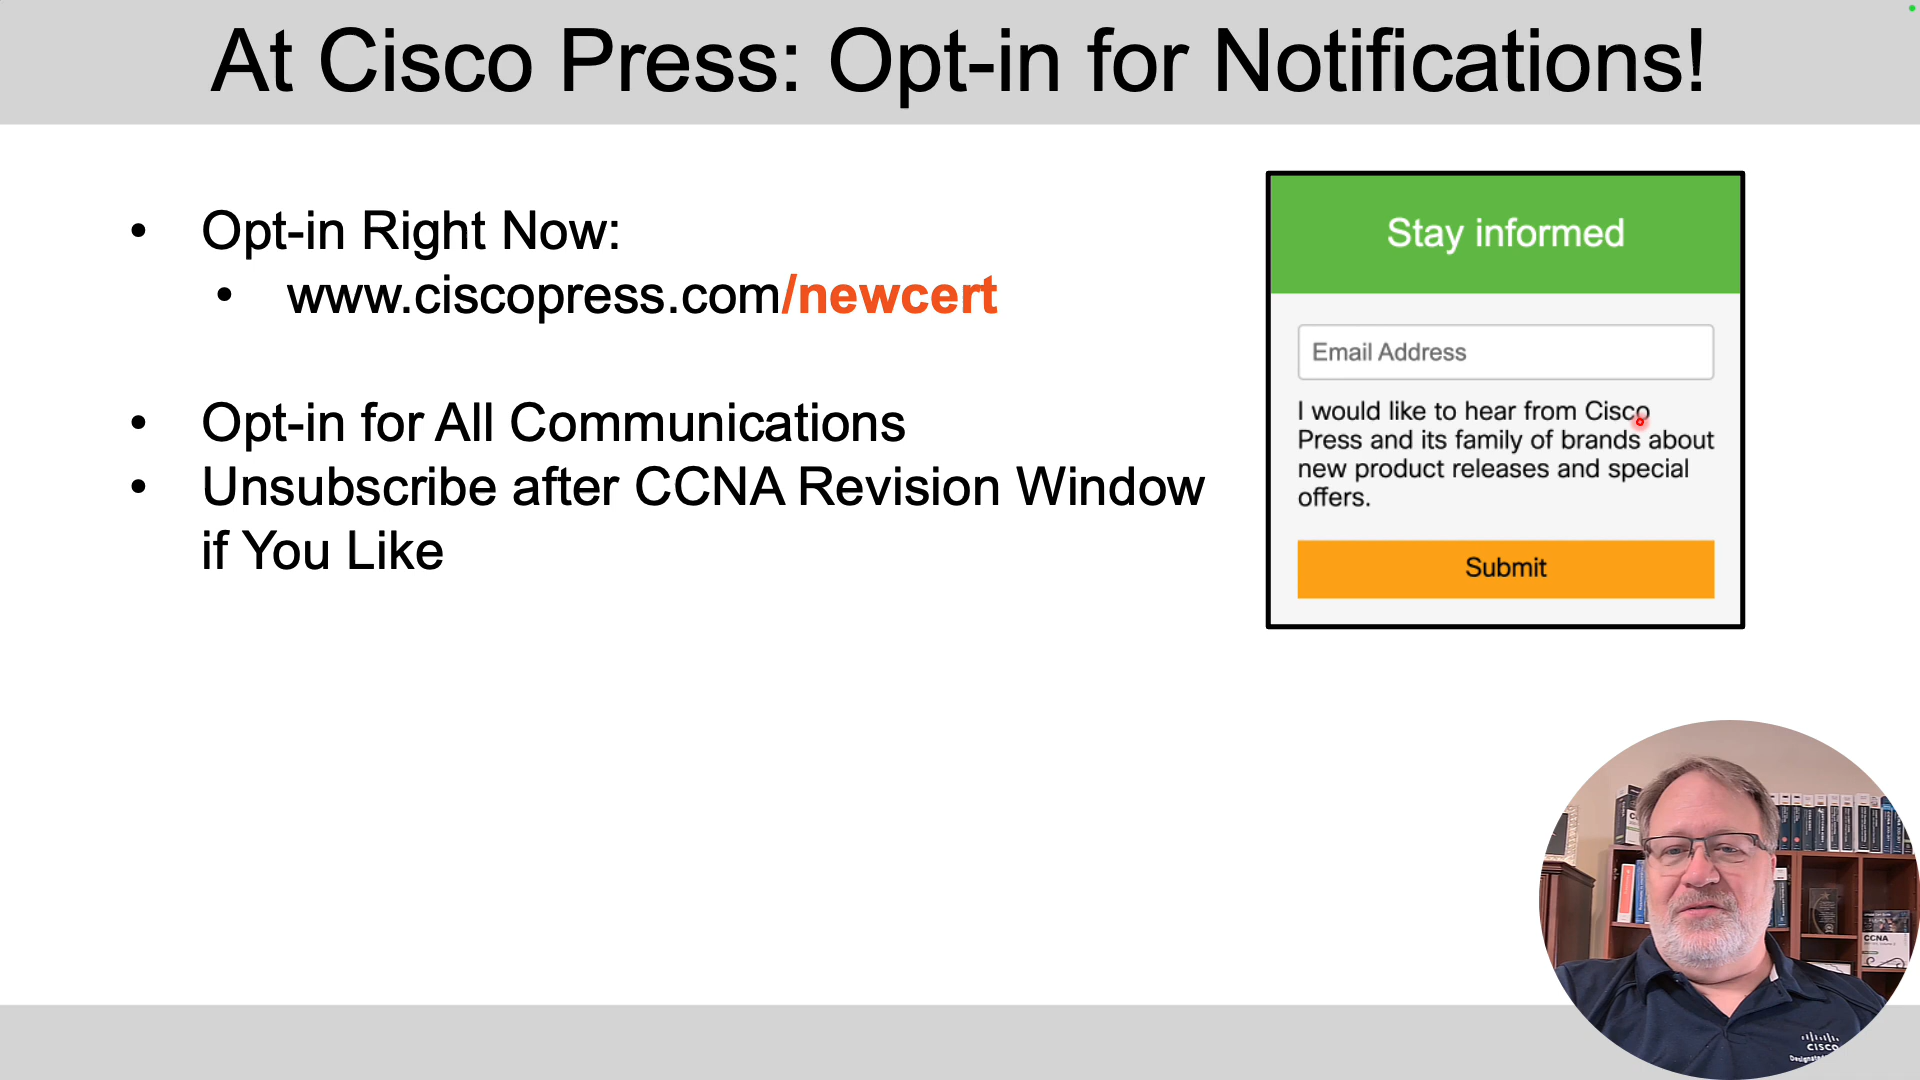 At Cisco Press: Opt-in for Notifications!
• Opt-in Right Now:
• www.ciscopress.com/newcert
• Opt-in for All Communications
• Unsubscribe after CCNA Revision Window
if You Like
Stay informed
Email Address
I would like to hear from Cisco
Press and its family of brands about
new product releases and special
offers.
Submit
CCNA
CISCO